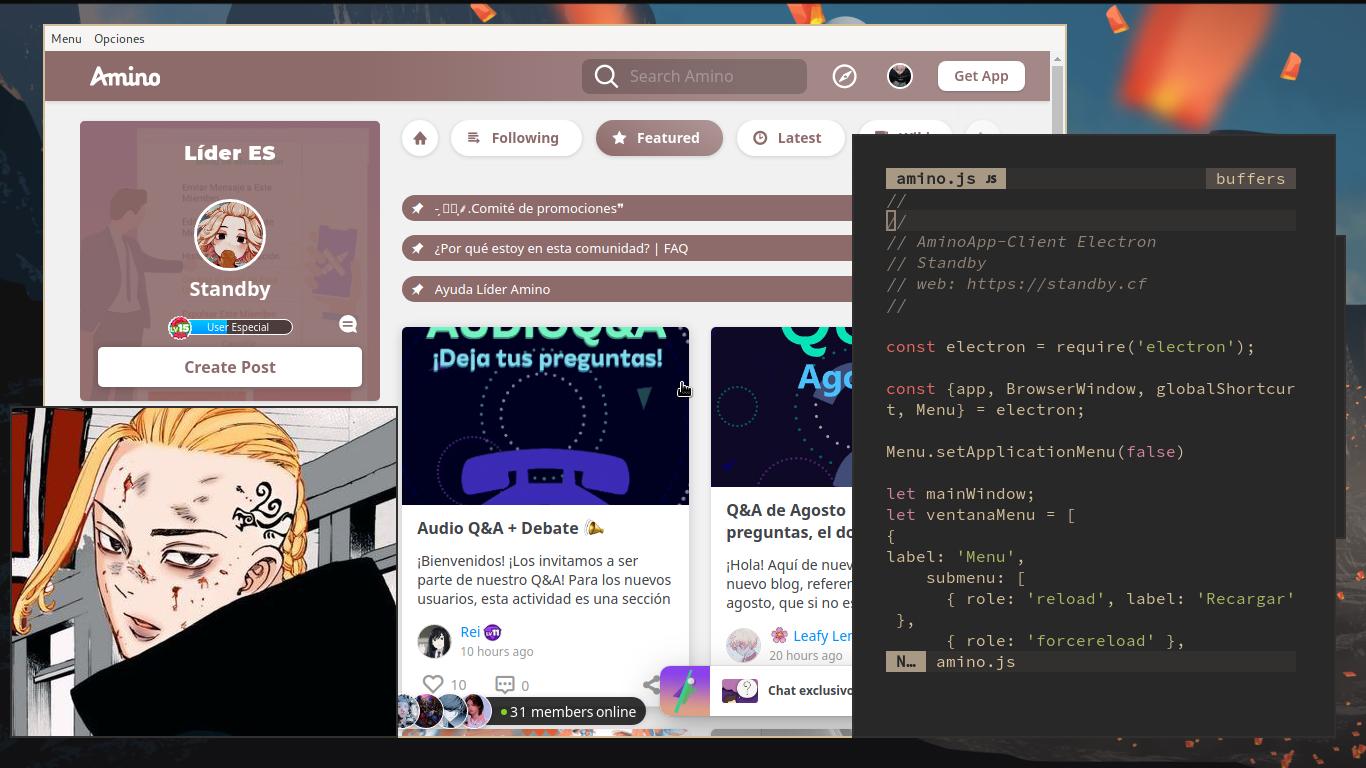 Menu Opciones
Amino
Search Amino
Get App
Líder ES
Standby
LV15
User Especial
Create Post
Following
Featured
Latest
.Comité de promociones"
¿Por qué estoy en esta comunidad? | FAQ
Ayuda Líder Amino
AUDIOQ&A
¡Deja tus preguntas!
Audio Q&A + Debate
¡Bienvenidos! ¡Los invitamos a ser
parte de nuestro Q&A! Para los nuevos
usuarios, esta actividad es una sección
Rei
LV11
10 hours ago
10
0
Ago
Q&A de Agosto
preguntas, el do
¡Hola! Aquí de nuev
nuevo blog, referen
agosto, que si no es
Leafy Ler
20 hours ago
Chat exclusivo
31 members online
amino.js JS
buffers
//
//
// AminoApp-Client Electron
// Standby
// web: https://standby.cf
//
const electron = require('electron');
const {app, BrowserWindow, globalShortcur
t, Menu} = electron;
Menu.setApplicationMenu(false)
let mainWindow;
let ventanaMenu = [
{
label: 'Menu',
submenu: [
{ role: 'reload', label: 'Recargar'
},
{ role: 'forcereload' },
N… amino.js